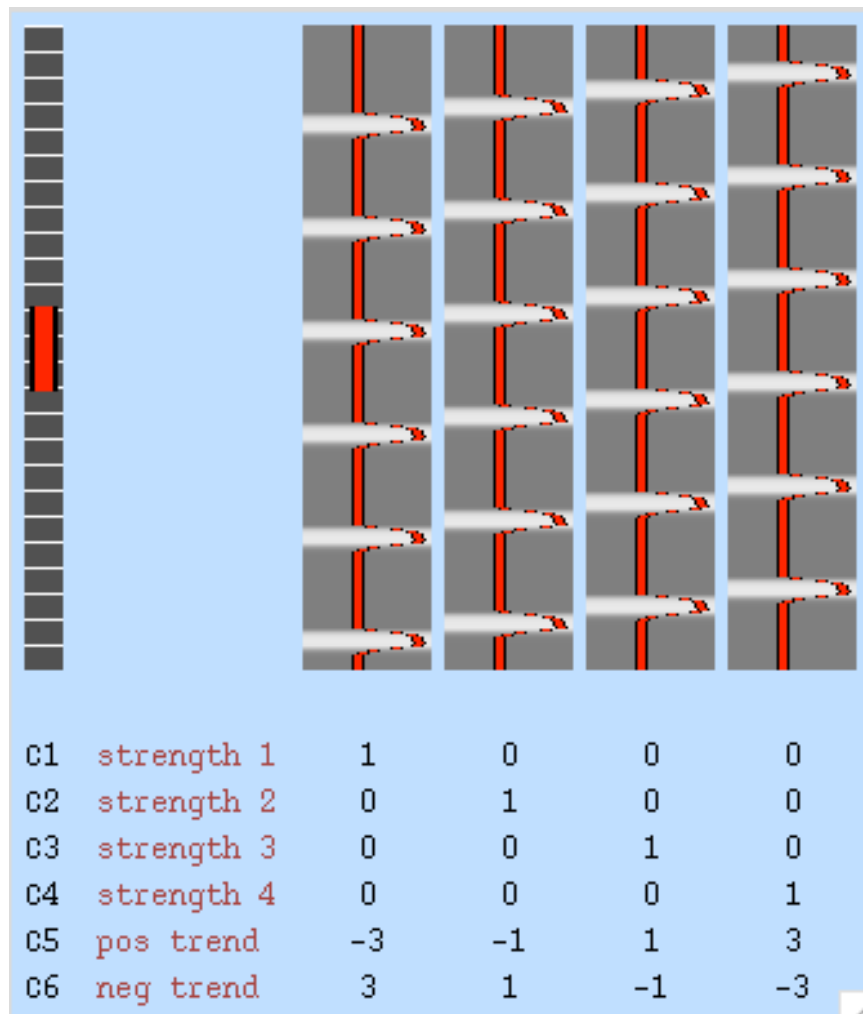 C1 strength 1 1 0 0 0
C2 strength 2 0 1 0 0
C3 strength 3 0 0 1 0
C4 strength 4 0 0 0 1
C5 pos trend -3 -1 1 3
C6 neg trend 3 1 -1 -3